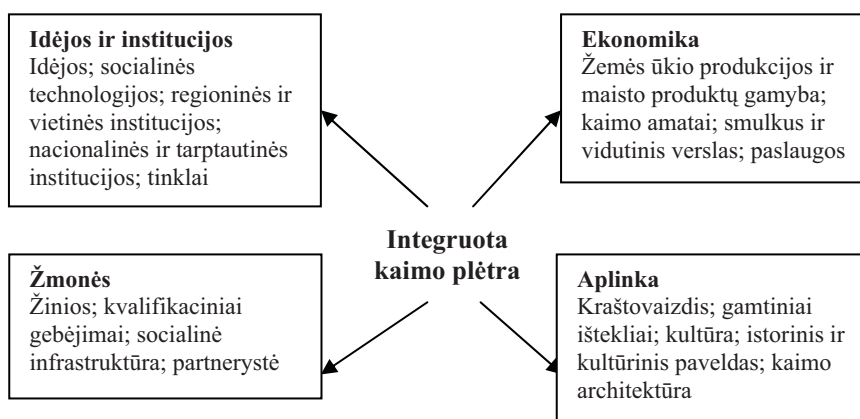 Idėjos ir institucijos
Idėjos; socialinės
technologijos; regioninės ir
vietinės institucijos;
nacionalinės ir tarptautinės
institucijos; tinklai
Ekonomika
Žemės ūkio produkcijos ir
maisto produktų gamyba;
kaimo amatai; smulkus ir
vidutinis verslas; paslaugos
Integruota
kaimo plėtra
Žmonės
Žinios; kvalifikaciniai
gebėjimai; socialinė
infrastruktūra; partnerystė
Aplinka
Kraštovaizdis; gamtiniai
ištekliai; kultūra; istorinis ir
kultūrinis paveldas; kaimo
architektūra